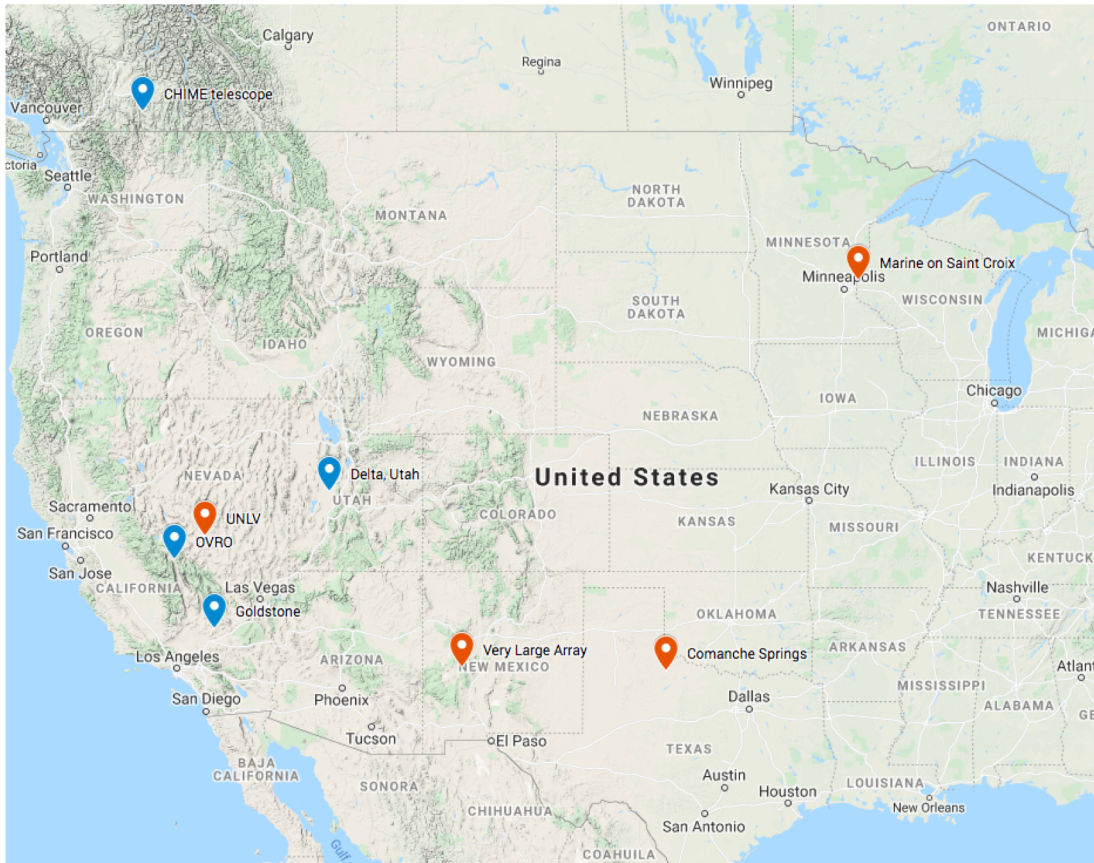 Calgary
ONTARIO
Regina
Winnipeg
CHIME telescope
Vancouver
ctoria
Seattle
WASHINGTON
NORTH
DAKOTA
MONTANA
MINNESOTA
Portland
Marine on Saint Croix
Minneapolis
WISCONSIN
SOUTH
DAKOTA
OREGON
IDAHO
MICHIGA
WYOMING
Chicago
IOWA
NEBRASKA
Delta, Utah
NEVADA
United States
ILLINOIS
INDIANA
UTAH
Kansas City
Indianapolis
Sacramento
COLORADO
UNLV
KANSAS
MISSOURI
San Francisco
OVRO
KENTUCK
San Jose
CALIFORNIA
Las Vegas
Nashville
Goldstone
OKLAHOMA
TENNESSEE
Very Large Array
Comanche Springs
ARKANSAS
Los Angeles
ARIZONA
NEW MEXICO
Atlant
MISSISSIPPI
San Diego
Phoenix
Dallas
ALABAMA
GE
Tucson
El Paso
TEXAS
BAJA
CALIFORNIA
SONORA
Austin
LOUISIANA
Houston
New Orleans
CHIHUAHUA
San Antonio
Gulf
COAHUILA